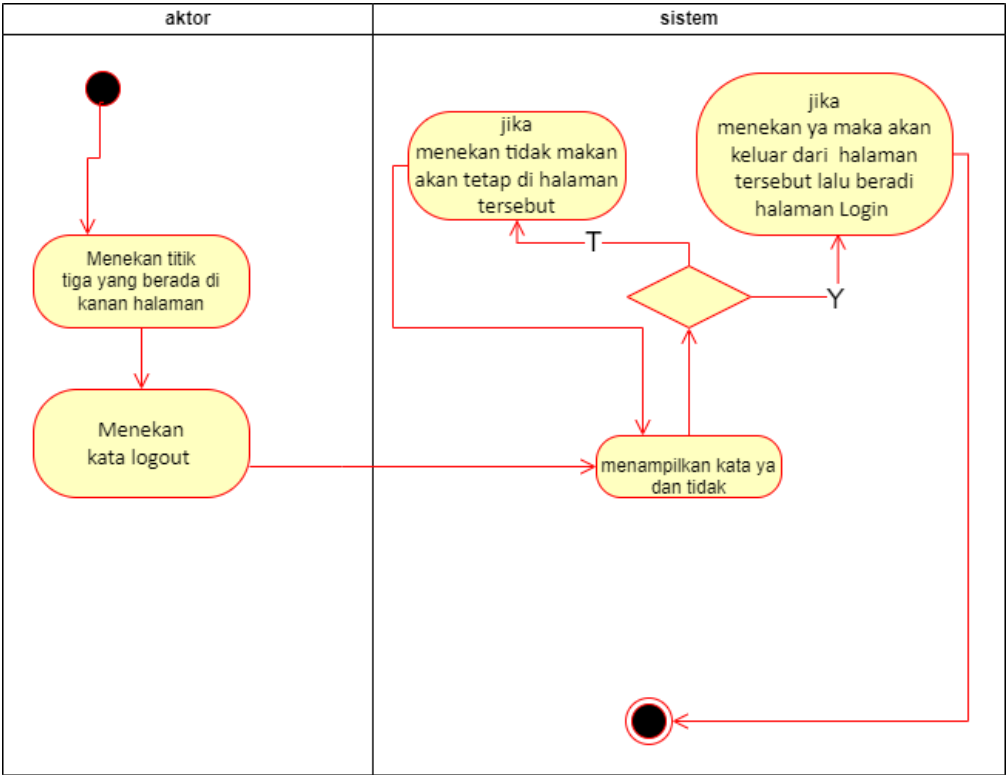 aktor
sistem
Menekan titik
tiga yang berada di
kanan halaman
Menekan
kata logout
menampilkan kata ya
dan tidak
T
jika
menekan tidak makan
akan tetap di halaman
tersebut
Y
jika
menekan ya maka akan
keluar dari halaman
tersebut lalu beradi
halaman Login